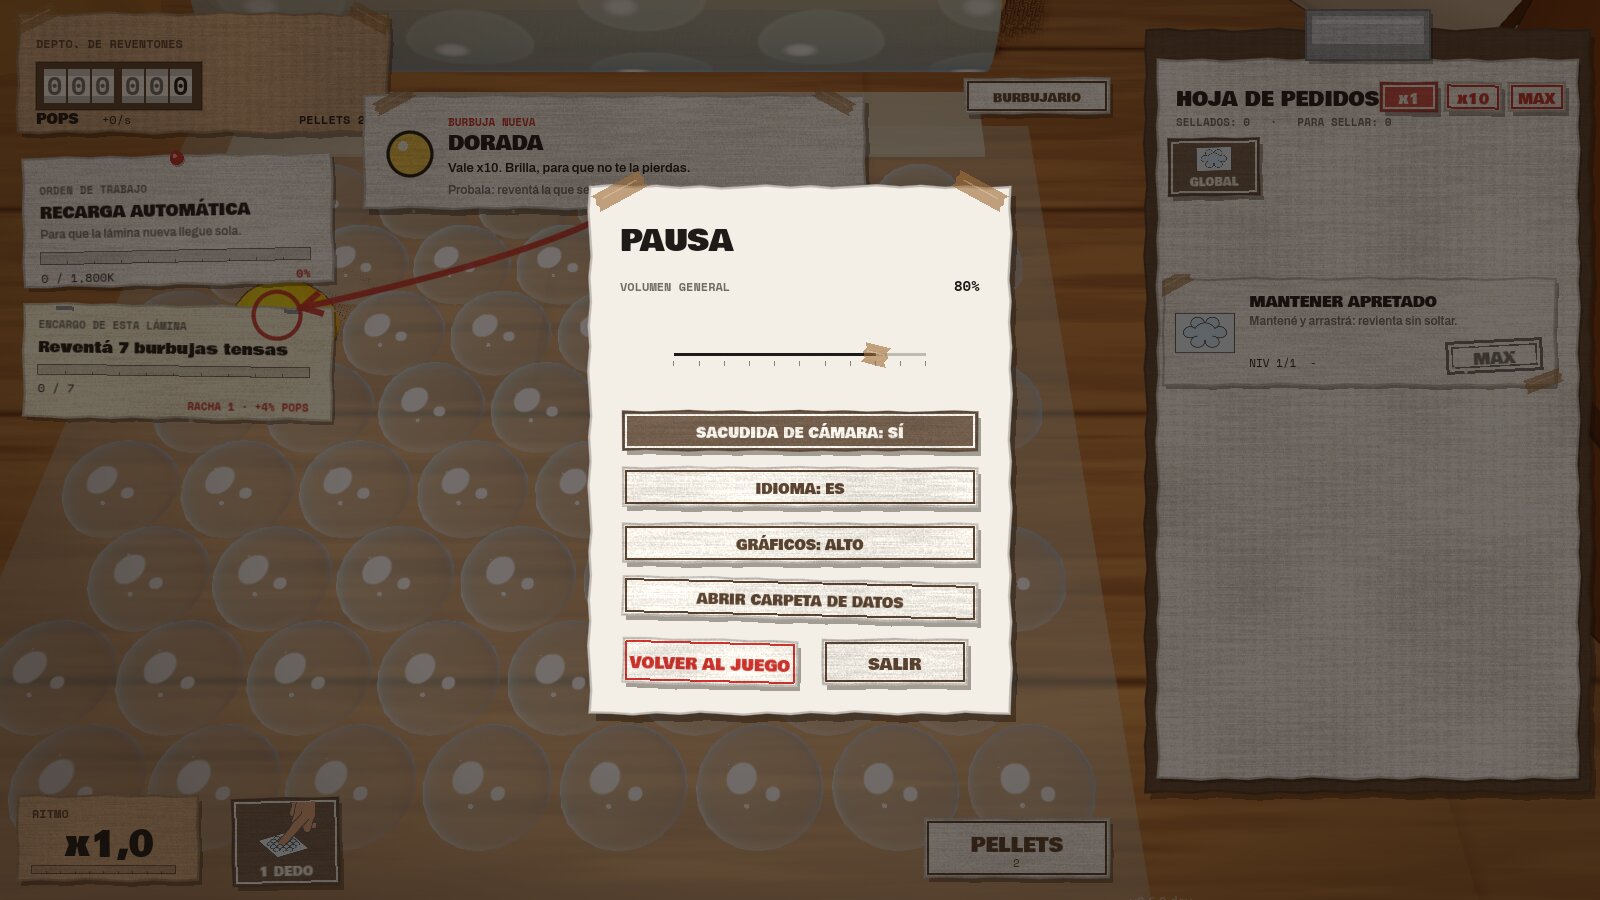 DEPTO. DE REVENTONES
000 000
POPS +0/s PELLETS 2
BURBUJA NUEVA
DORADA
Vale x10. Brilla, para que no te la pierdas.
Probala: reventá la que se
BURBUJARIO
ORDEN DE TRABAJO
RECARGA AUTOMÁTICA
Para que la lámina nueva llegue sola.
0 / 1.800K 0%
ENCARGO DE ESTA LÁMINA
Reventá 7 burbujas tensas
0 / 7
RACHA 1 · +4% POPS
PAUSA
VOLUMEN GENERAL 80%
SACUDIDA DE CÁMARA: SÍ
IDIOMA: ES
GRÁFICOS: ALTO
ABRIR CARPETA DE DATOS
VOLVER AL JUEGO SALIR
HOJA DE PEDIDOS x1 x10 MAX
SELLADOS: 0 · PARA SELLAR: 0
GLOBAL
MANTENER APRETADO
Mantené y arrastrá: revienta sin soltar.
NIV 1/1 - MAX
RITMO
x1,0
1 DEDO
PELLETS
2